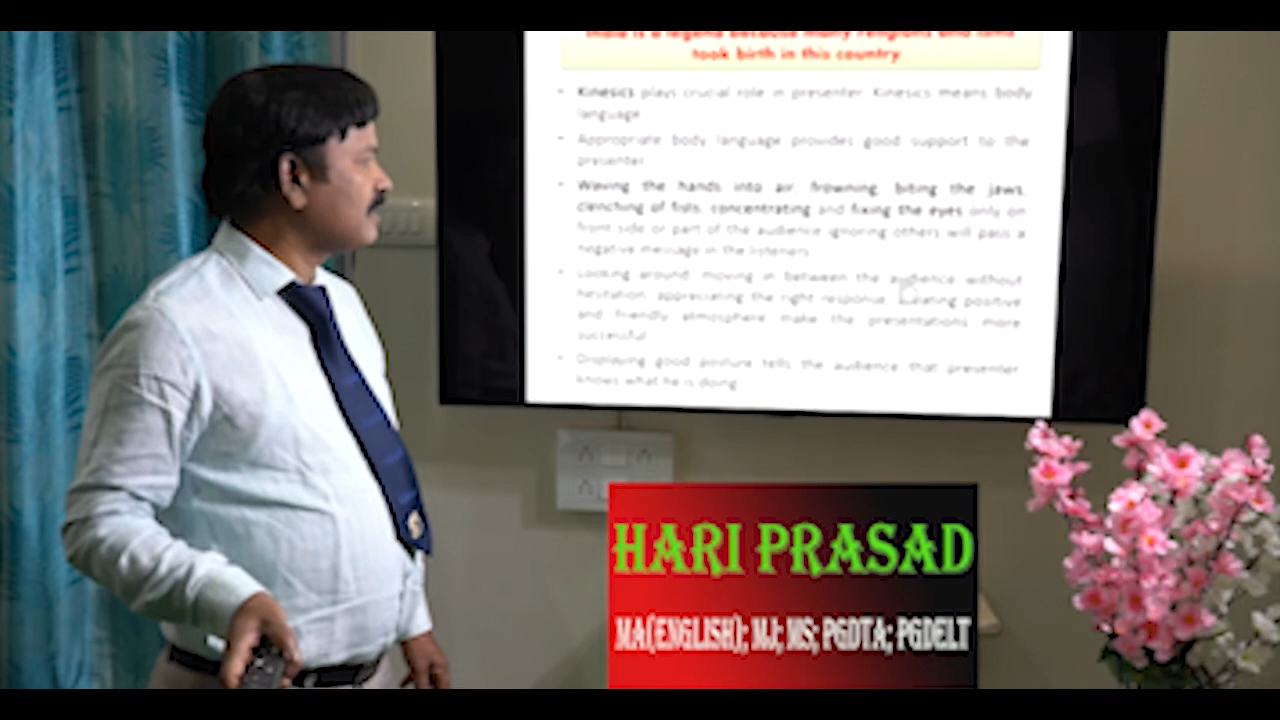 India is a legend because many religions and isms
took birth in this country
• Kinesics plays crucial role in presenter. Kinesics means body
language
• Appropriate body language provides good support to the
presenter
• Waving the hands into air, frowning, biting the jaws,
clenching of fists, concentrating and fixing the eyes only on
front side or part of the audience ignoring others will pass a
negative message in the listeners
• Looking around, moving in between the audience without
hesitation, appreciating the right response, creating positive
and friendly atmosphere make the presentations more
successful
• Displaying good posture tells the audience that presenter
knows what he is doing
HARI PRASAD
MA(ENGLISH); MJ; MS; PGDTA; PGDELT